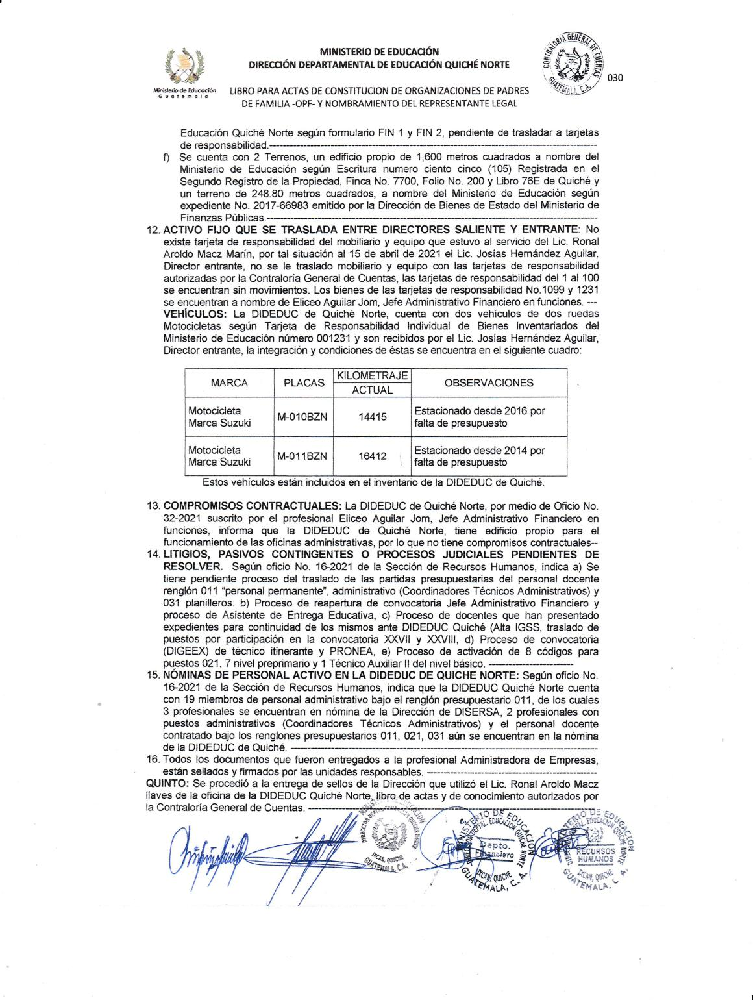 MINISTERIO DE EDUCACIÓN
DIRECCIÓN DEPARTAMENTAL DE EDUCACIÓN QUICHÉ NORTE
Ministerio de Educación
Guatemala
CONTRALORIA GENERAL DE CUENTAS
GUATEMALA, C.A.
030
LIBRO PARA ACTAS DE CONSTITUCION DE ORGANIZACIONES DE PADRES
DE FAMILIA -OPF- Y NOMBRAMIENTO DEL REPRESENTANTE LEGAL
Educación Quiché Norte según formulario FIN 1 y FIN 2, pendiente de trasladar a tarjetas
de responsabilidad.------------------------------------------------------------
f) Se cuenta con 2 Terrenos, un edificio propio de 1,600 metros cuadrados a nombre del
Ministerio de Educación según Escritura numero ciento cinco (105) Registrada en el
Segundo Registro de la Propiedad, Finca No. 7700, Folio No. 200 y Libro 76E de Quiché y
un terreno de 248.80 metros cuadrados, a nombre del Ministerio de Educación según
expediente No. 2017-66983 emitido por la Dirección de Bienes de Estado del Ministerio de
Finanzas Públicas.------------------------------------------------------------
12. ACTIVO FIJO QUE SE TRASLADA ENTRE DIRECTORES SALIENTE Y ENTRANTE: No
existe tarjeta de responsabilidad del mobiliario y equipo que estuvo al servicio del Lic. Ronal
Aroldo Macz Marín, por tal situación al 15 de abril de 2021 el Lic. Josías Hernández Aguilar,
Director entrante, no se le traslado mobiliario y equipo con las tarjetas de responsabilidad
autorizadas por la Contraloría General de Cuentas, las tarjetas de responsabilidad del 1 al 100
se encuentran sin movimientos. Los bienes de las tarjetas de responsabilidad No.1099 y 1231
se encuentran a nombre de Eliceo Aguilar Jom, Jefe Administrativo Financiero en funciones. ---
VEHÍCULOS: La DIDEDUC de Quiché Norte, cuenta con dos vehículos de dos ruedas
Motocicletas según Tarjeta de Responsabilidad Individual de Bienes Inventariados del
Ministerio de Educación número 001231 y son recibidos por el Lic. Josías Hernández Aguilar,
Director entrante, la integración y condiciones de éstas se encuentra en el siguiente cuadro:
MARCA PLACAS KILOMETRAJE ACTUAL OBSERVACIONES
Motocicleta Marca Suzuki M-010BZN 14415 Estacionado desde 2016 por falta de presupuesto
Motocicleta Marca Suzuki M-011BZN 16412 Estacionado desde 2014 por falta de presupuesto
Estos vehículos están incluidos en el inventario de la DIDEDUC de Quiché.
13. COMPROMISOS CONTRACTUALES: La DIDEDUC de Quiché Norte, por medio de Oficio No.
32-2021 suscrito por el profesional Eliceo Aguilar Jom, Jefe Administrativo Financiero en
funciones, informa que la DIDEDUC de Quiché Norte, tiene edificio propio para el
funcionamiento de las oficinas administrativas, por lo que no tiene compromisos contractuales--
14. LITIGIOS, PASIVOS CONTINGENTES O PROCESOS JUDICIALES PENDIENTES DE
RESOLVER. Según oficio No. 16-2021 de la Sección de Recursos Humanos, indica a) Se
tiene pendiente proceso del traslado de las partidas presupuestarias del personal docente
renglón 011 “personal permanente”, administrativo (Coordinadores Técnicos Administrativos) y
031 planilleros. b) Proceso de reapertura de convocatoria Jefe Administrativo Financiero y
proceso de Asistente de Entrega Educativa, c) Proceso de docentes que han presentado
expedientes para continuidad de los mismos ante DIDEDUC Quiché (Alta IGSS, traslado de
puestos por participación en la convocatoria XXVII y XXVIII, d) Proceso de convocatoria
(DIGEEX) de técnico itinerante y PRONEA, e) Proceso de activación de 8 códigos para
puestos 021, 7 nivel preprimario y 1 Técnico Auxiliar II del nivel básico. ------------------------
15. NÓMINAS DE PERSONAL ACTIVO EN LA DIDEDUC DE QUICHE NORTE: Según oficio No.
16-2021 de la Sección de Recursos Humanos, indica que la DIDEDUC Quiché Norte cuenta
con 19 miembros de personal administrativo bajo el renglón presupuestario 011, de los cuales
3 profesionales se encuentran en nómina de la Dirección de DISERSA, 2 profesionales con
puestos administrativos (Coordinadores Técnicos Administrativos) y el personal docente
contratado bajo los renglones presupuestarios 011, 021, 031 aún se encuentran en la nómina
de la DIDEDUC de Quiché. ------------------------------------------------------------
16. Todos los documentos que fueron entregados a la profesional Administradora de Empresas,
están sellados y firmados por las unidades responsables. ------------------------------------------------
QUINTO: Se procedió a la entrega de sellos de la Dirección que utilizó el Lic. Ronal Aroldo Macz
llaves de la oficina de la DIDEDUC Quiché Norte, libro de actas y de conocimiento autorizados por
la Contraloría General de Cuentas. ------------------------------------------------------------
MINISTERIO DE EDUCACION
IXCAN, QUICHE
GUATEMALA, C.A.
MINISTERIO DE EDUCACION
DEPTAL. EDUCACION QUICHE NORTE
Depto.
Financiero
IXCAN, QUICHE
GUATEMALA, C. A.
MINISTERIO DE EDUCACION
EDUCACION QUICHE NORTE
RECURSOS
HUMANOS
IXCAN, QUICHE
GUATEMALA, C. A.